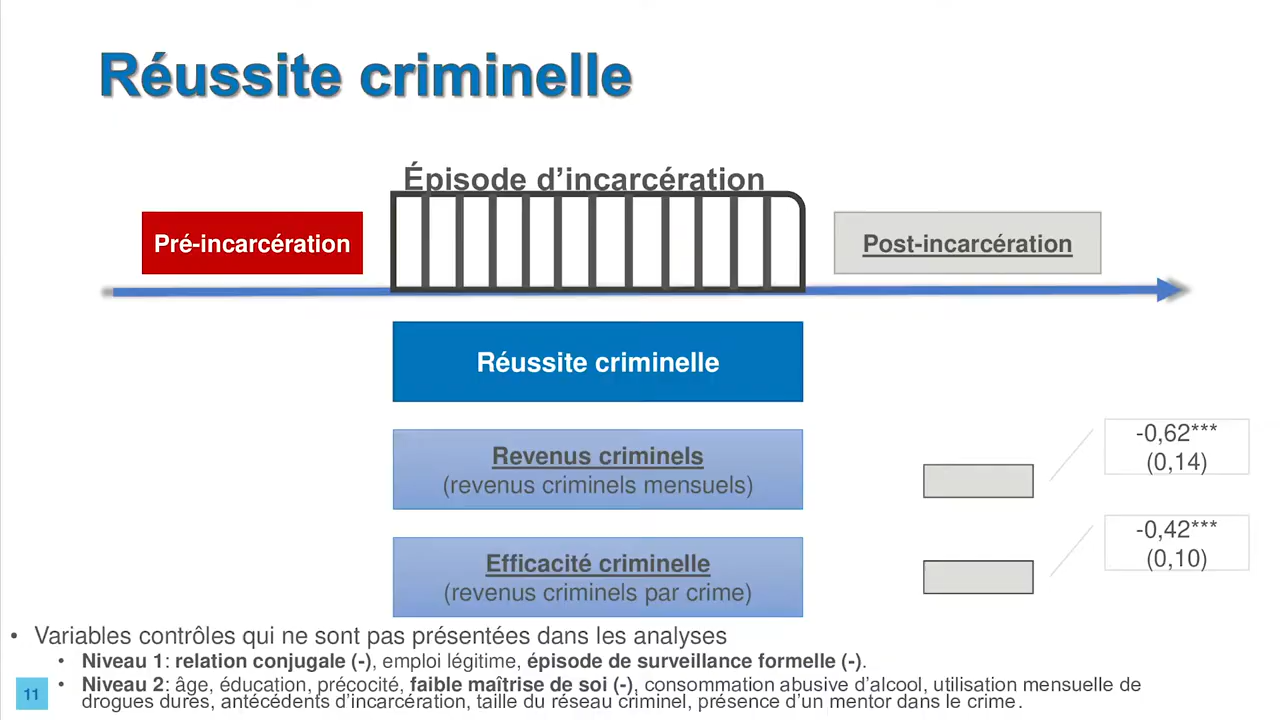 Réussite criminelle
Épisode d’incarcération
Pré-incarcération
Post-incarcération
Réussite criminelle
Revenus criminels
(revenus criminels mensuels)
-0,62***
(0,14)
Efficacité criminelle
(revenus criminels par crime)
-0,42***
(0,10)
• Variables contrôles qui ne sont pas présentées dans les analyses
• Niveau 1: relation conjugale (-), emploi légitime, épisode de surveillance formelle (-).
• Niveau 2: âge, éducation, précocité, faible maîtrise de soi (-), consommation abusive d’alcool, utilisation mensuelle de
drogues dures, antécédents d’incarcération, taille du réseau criminel, présence d’un mentor dans le crime.
11